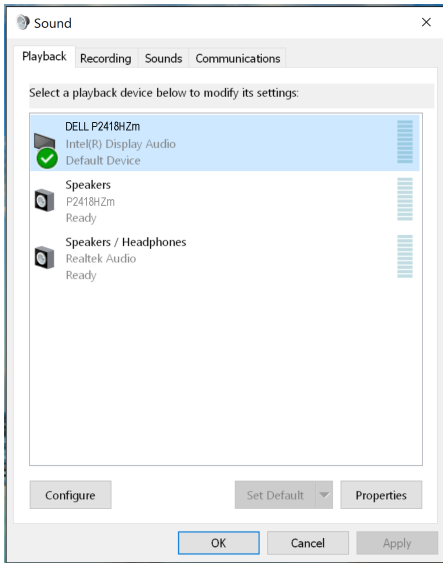 Sound
Playback Recording Sounds Communications
Select a playback device below to modify its settings:
DELL P2418HZm
Intel(R) Display Audio
Default Device
Speakers
P2418HZm
Ready
Speakers / Headphones
Realtek Audio
Ready
Configure Set Default Properties
OK Cancel Apply